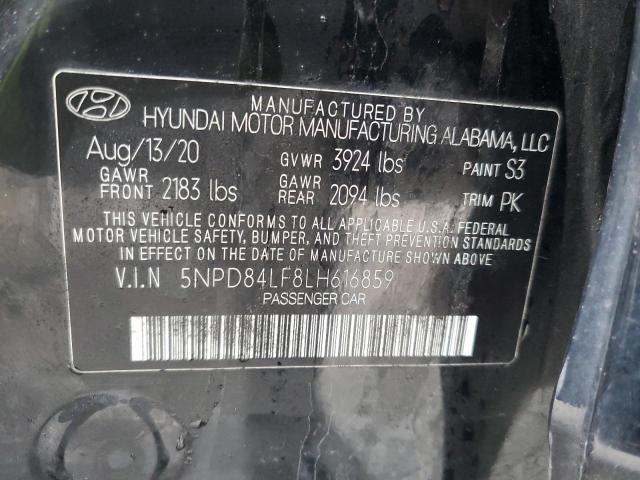 MANUFACTURED BY
HYUNDAI MOTOR MANUFACTURING ALABAMA, LLC
Aug/13/20 GVWR 3924 lbs PAINT S3
GAWR FRONT 2183 lbs GAWR REAR 2094 lbs TRIM PK
THIS VEHICLE CONFORMS TO ALL APPLICABLE U.S.A. FEDERAL
MOTOR VEHICLE SAFETY, BUMPER, AND THEFT PREVENTION STANDARDS
IN EFFECT ON THE DATE OF MANUFACTURE SHOWN ABOVE.
V.I.N 5NPD84LF8LH616859
PASSENGER CAR